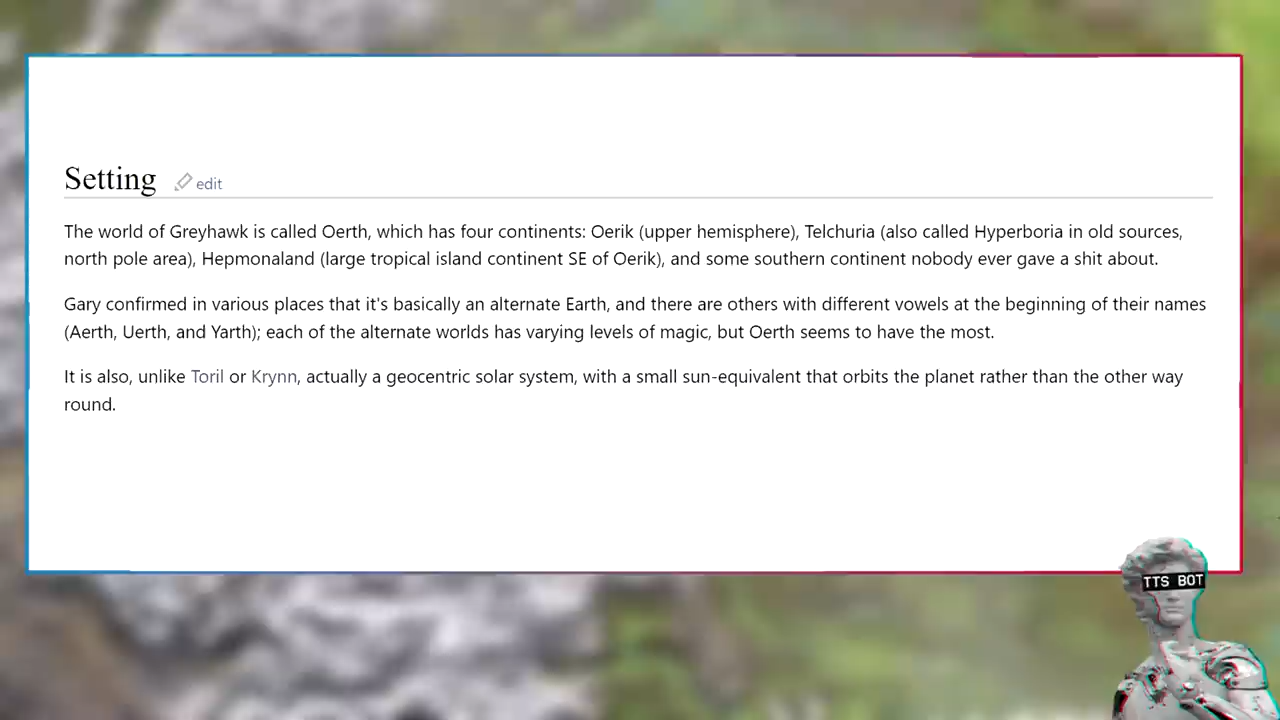 Setting edit
The world of Greyhawk is called Oerth, which has four continents: Oerik (upper hemisphere), Telchuria (also called Hyperboria in old sources,
north pole area), Hepmonaland (large tropical island continent SE of Oerik), and some southern continent nobody ever gave a shit about.
Gary confirmed in various places that it's basically an alternate Earth, and there are others with different vowels at the beginning of their names
(Aerth, Uerth, and Yarth); each of the alternate worlds has varying levels of magic, but Oerth seems to have the most.
It is also, unlike Toril or Krynn, actually a geocentric solar system, with a small sun-equivalent that orbits the planet rather than the other way
round.
TTS BOT